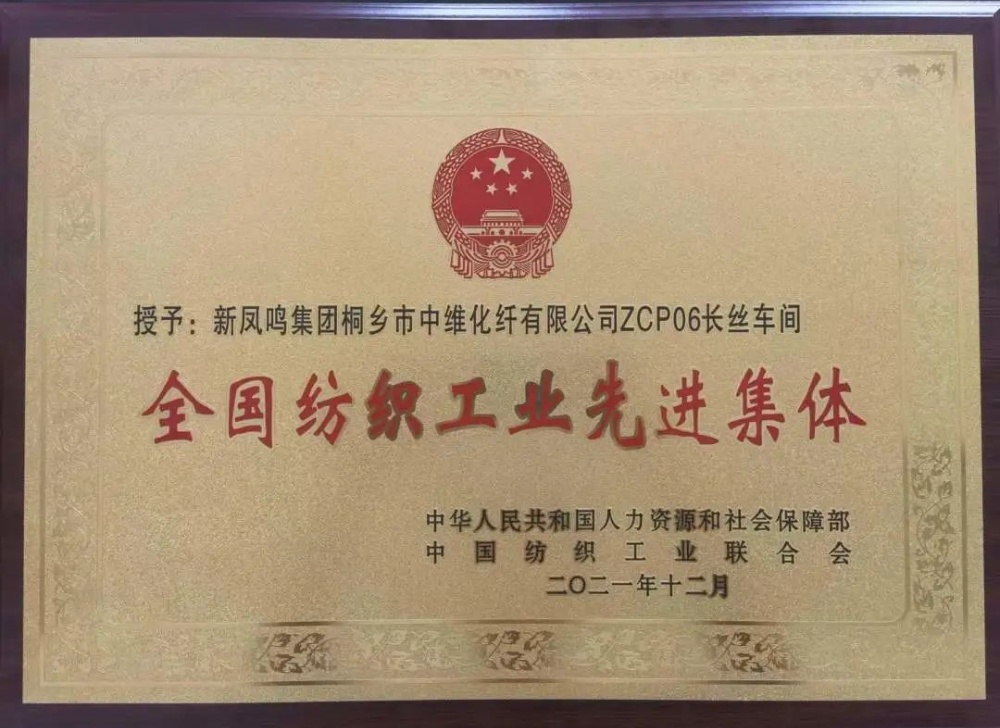 授予：新凤鸣集团桐乡市中维化纤有限公司ZCP06长丝车间
全国纺织工业先进集体
中华人民共和国人力资源和社会保障部
中国纺织工业联合会
二〇二一年十二月